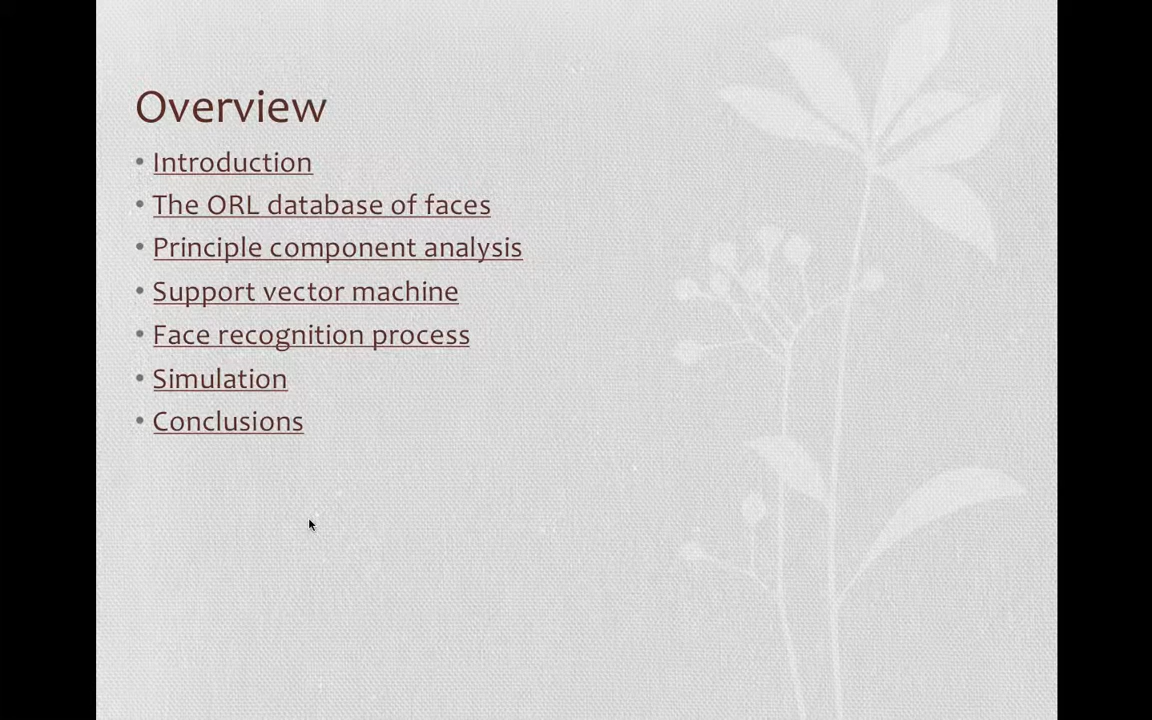 Overview
• Introduction
• The ORL database of faces
• Principle component analysis
• Support vector machine
• Face recognition process
• Simulation
• Conclusions